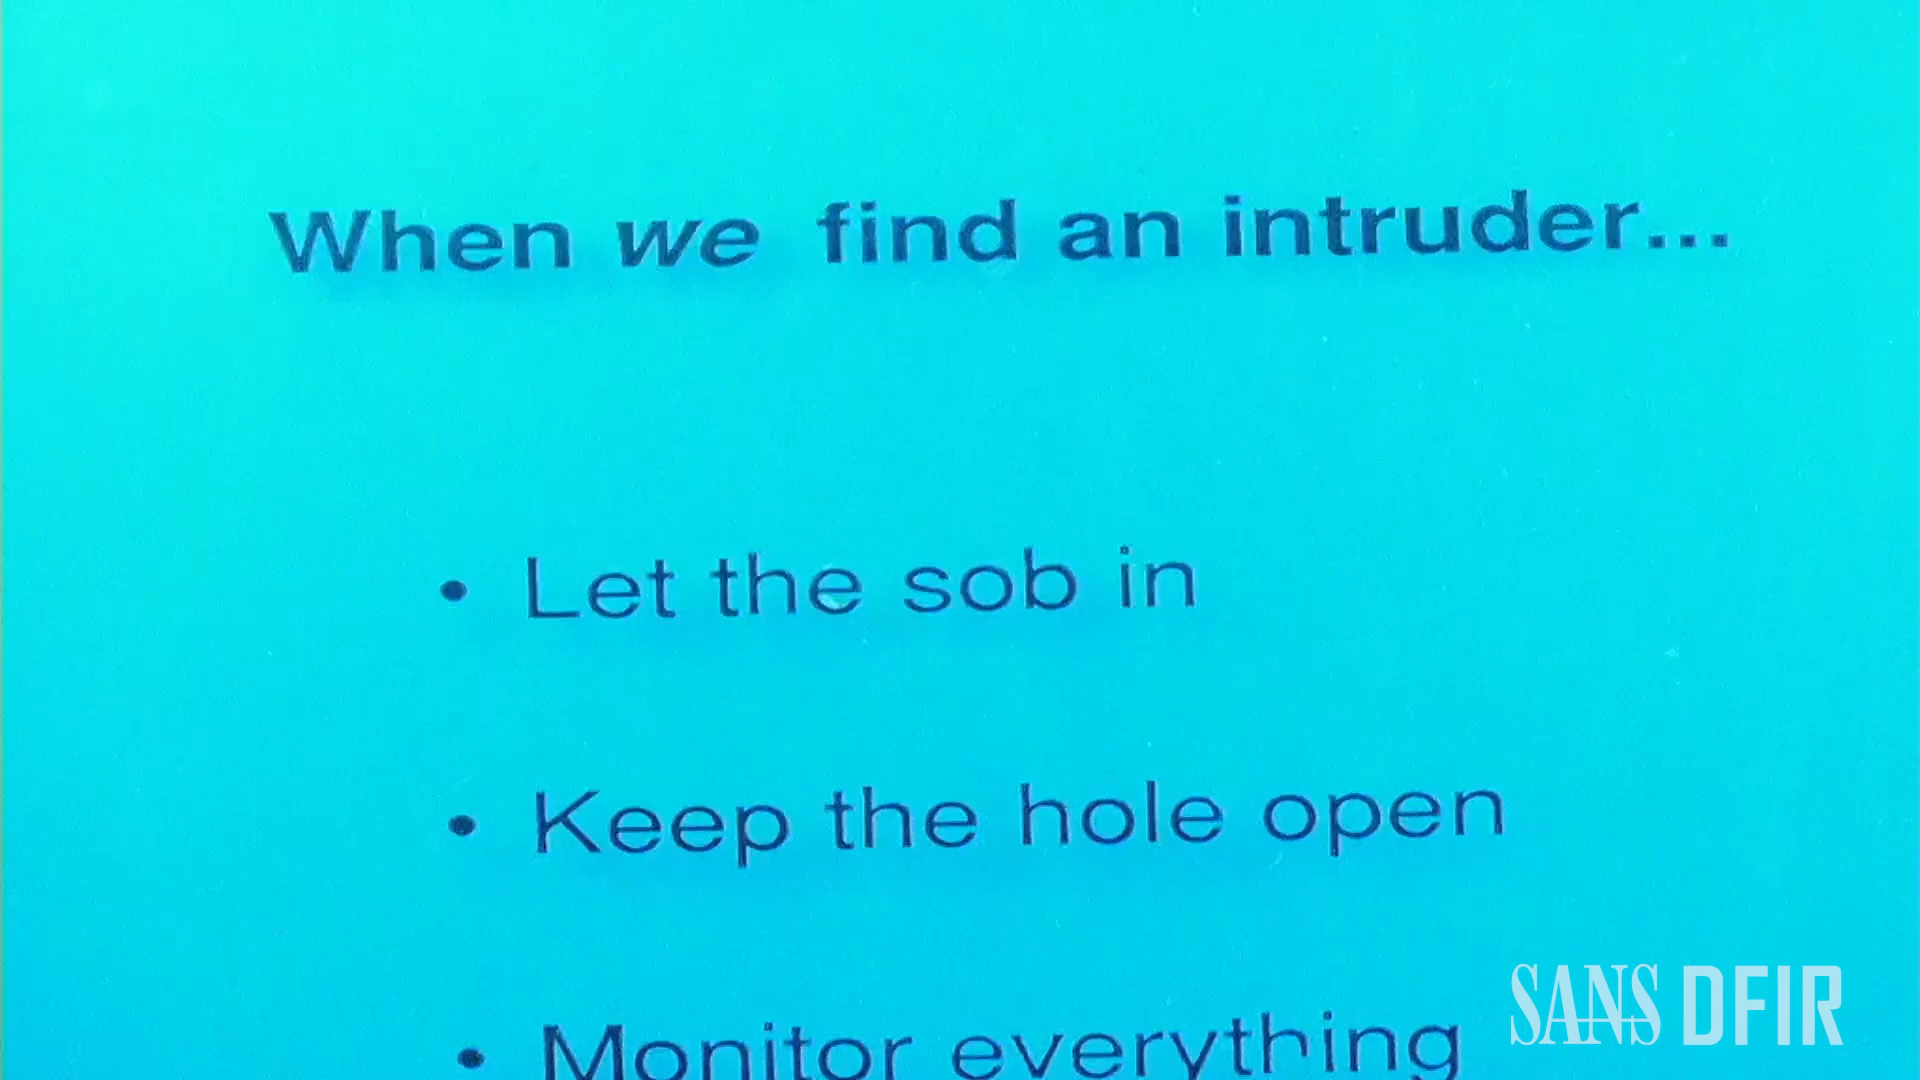 When we find an intruder...
• Let the sob in
• Keep the hole open
• Monitor everything
SANS DFIR